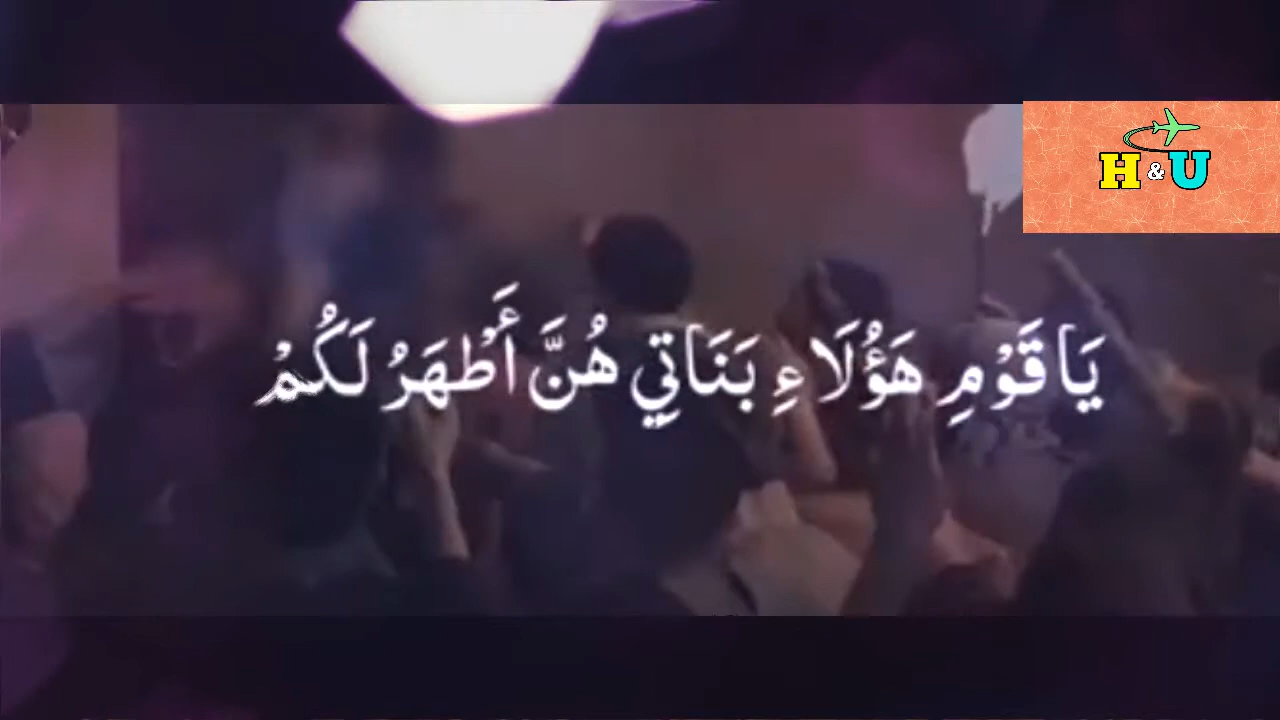 H & U
يَا قَوْمِ هَؤُلَاءِ بَنَاتِي هُنَّ أَطْهَرُ لَكُمْ